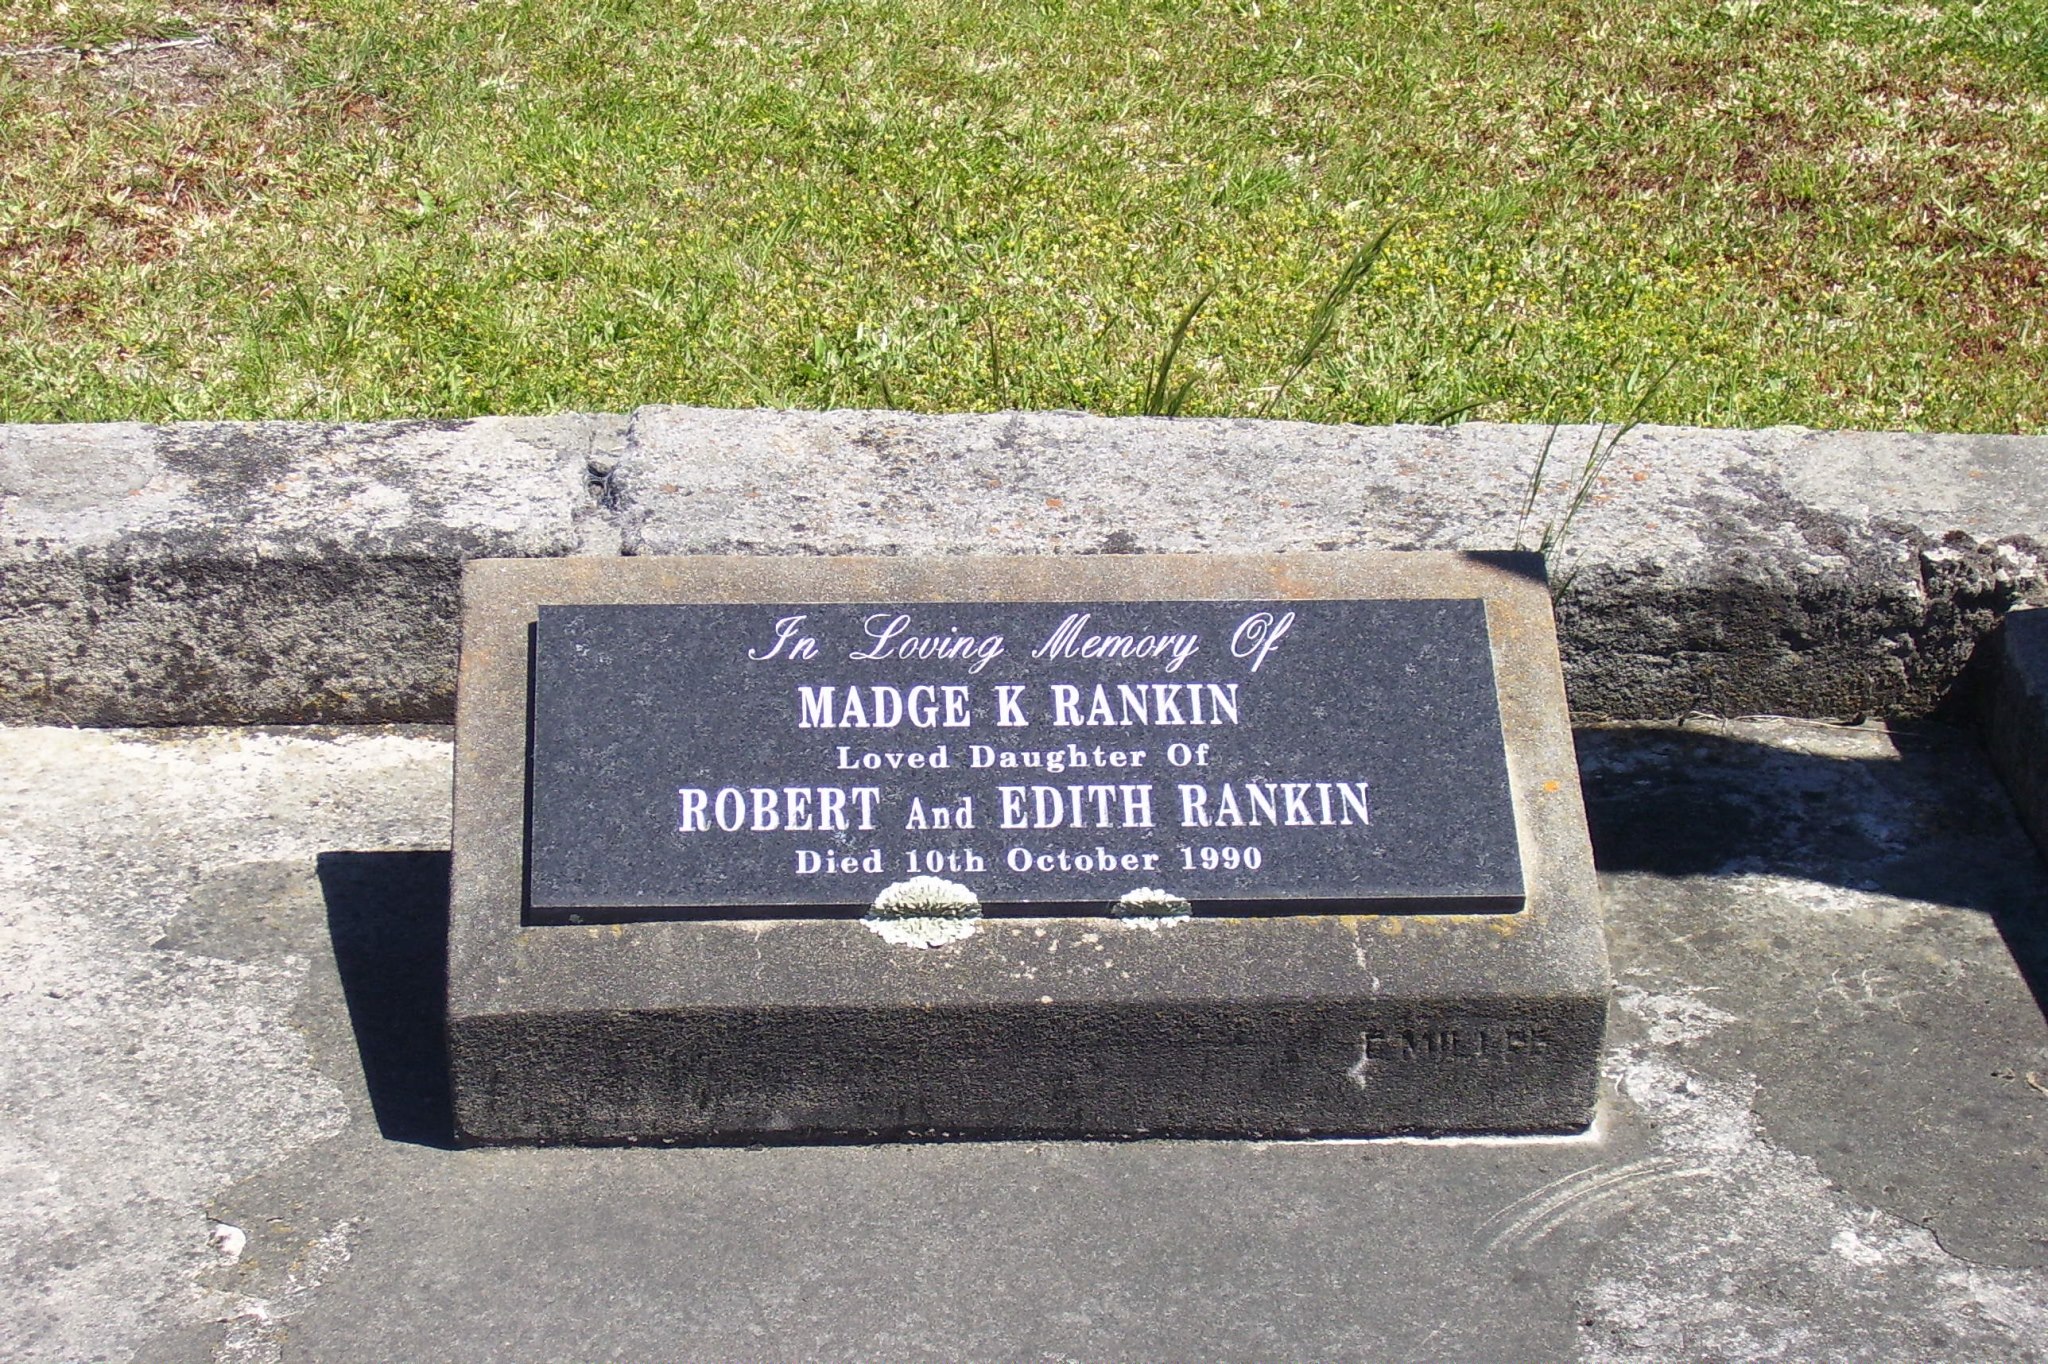 In Loving Memory Of
MADGE K RANKIN
Loved Daughter Of
ROBERT And EDITH RANKIN
Died 10th October 1990